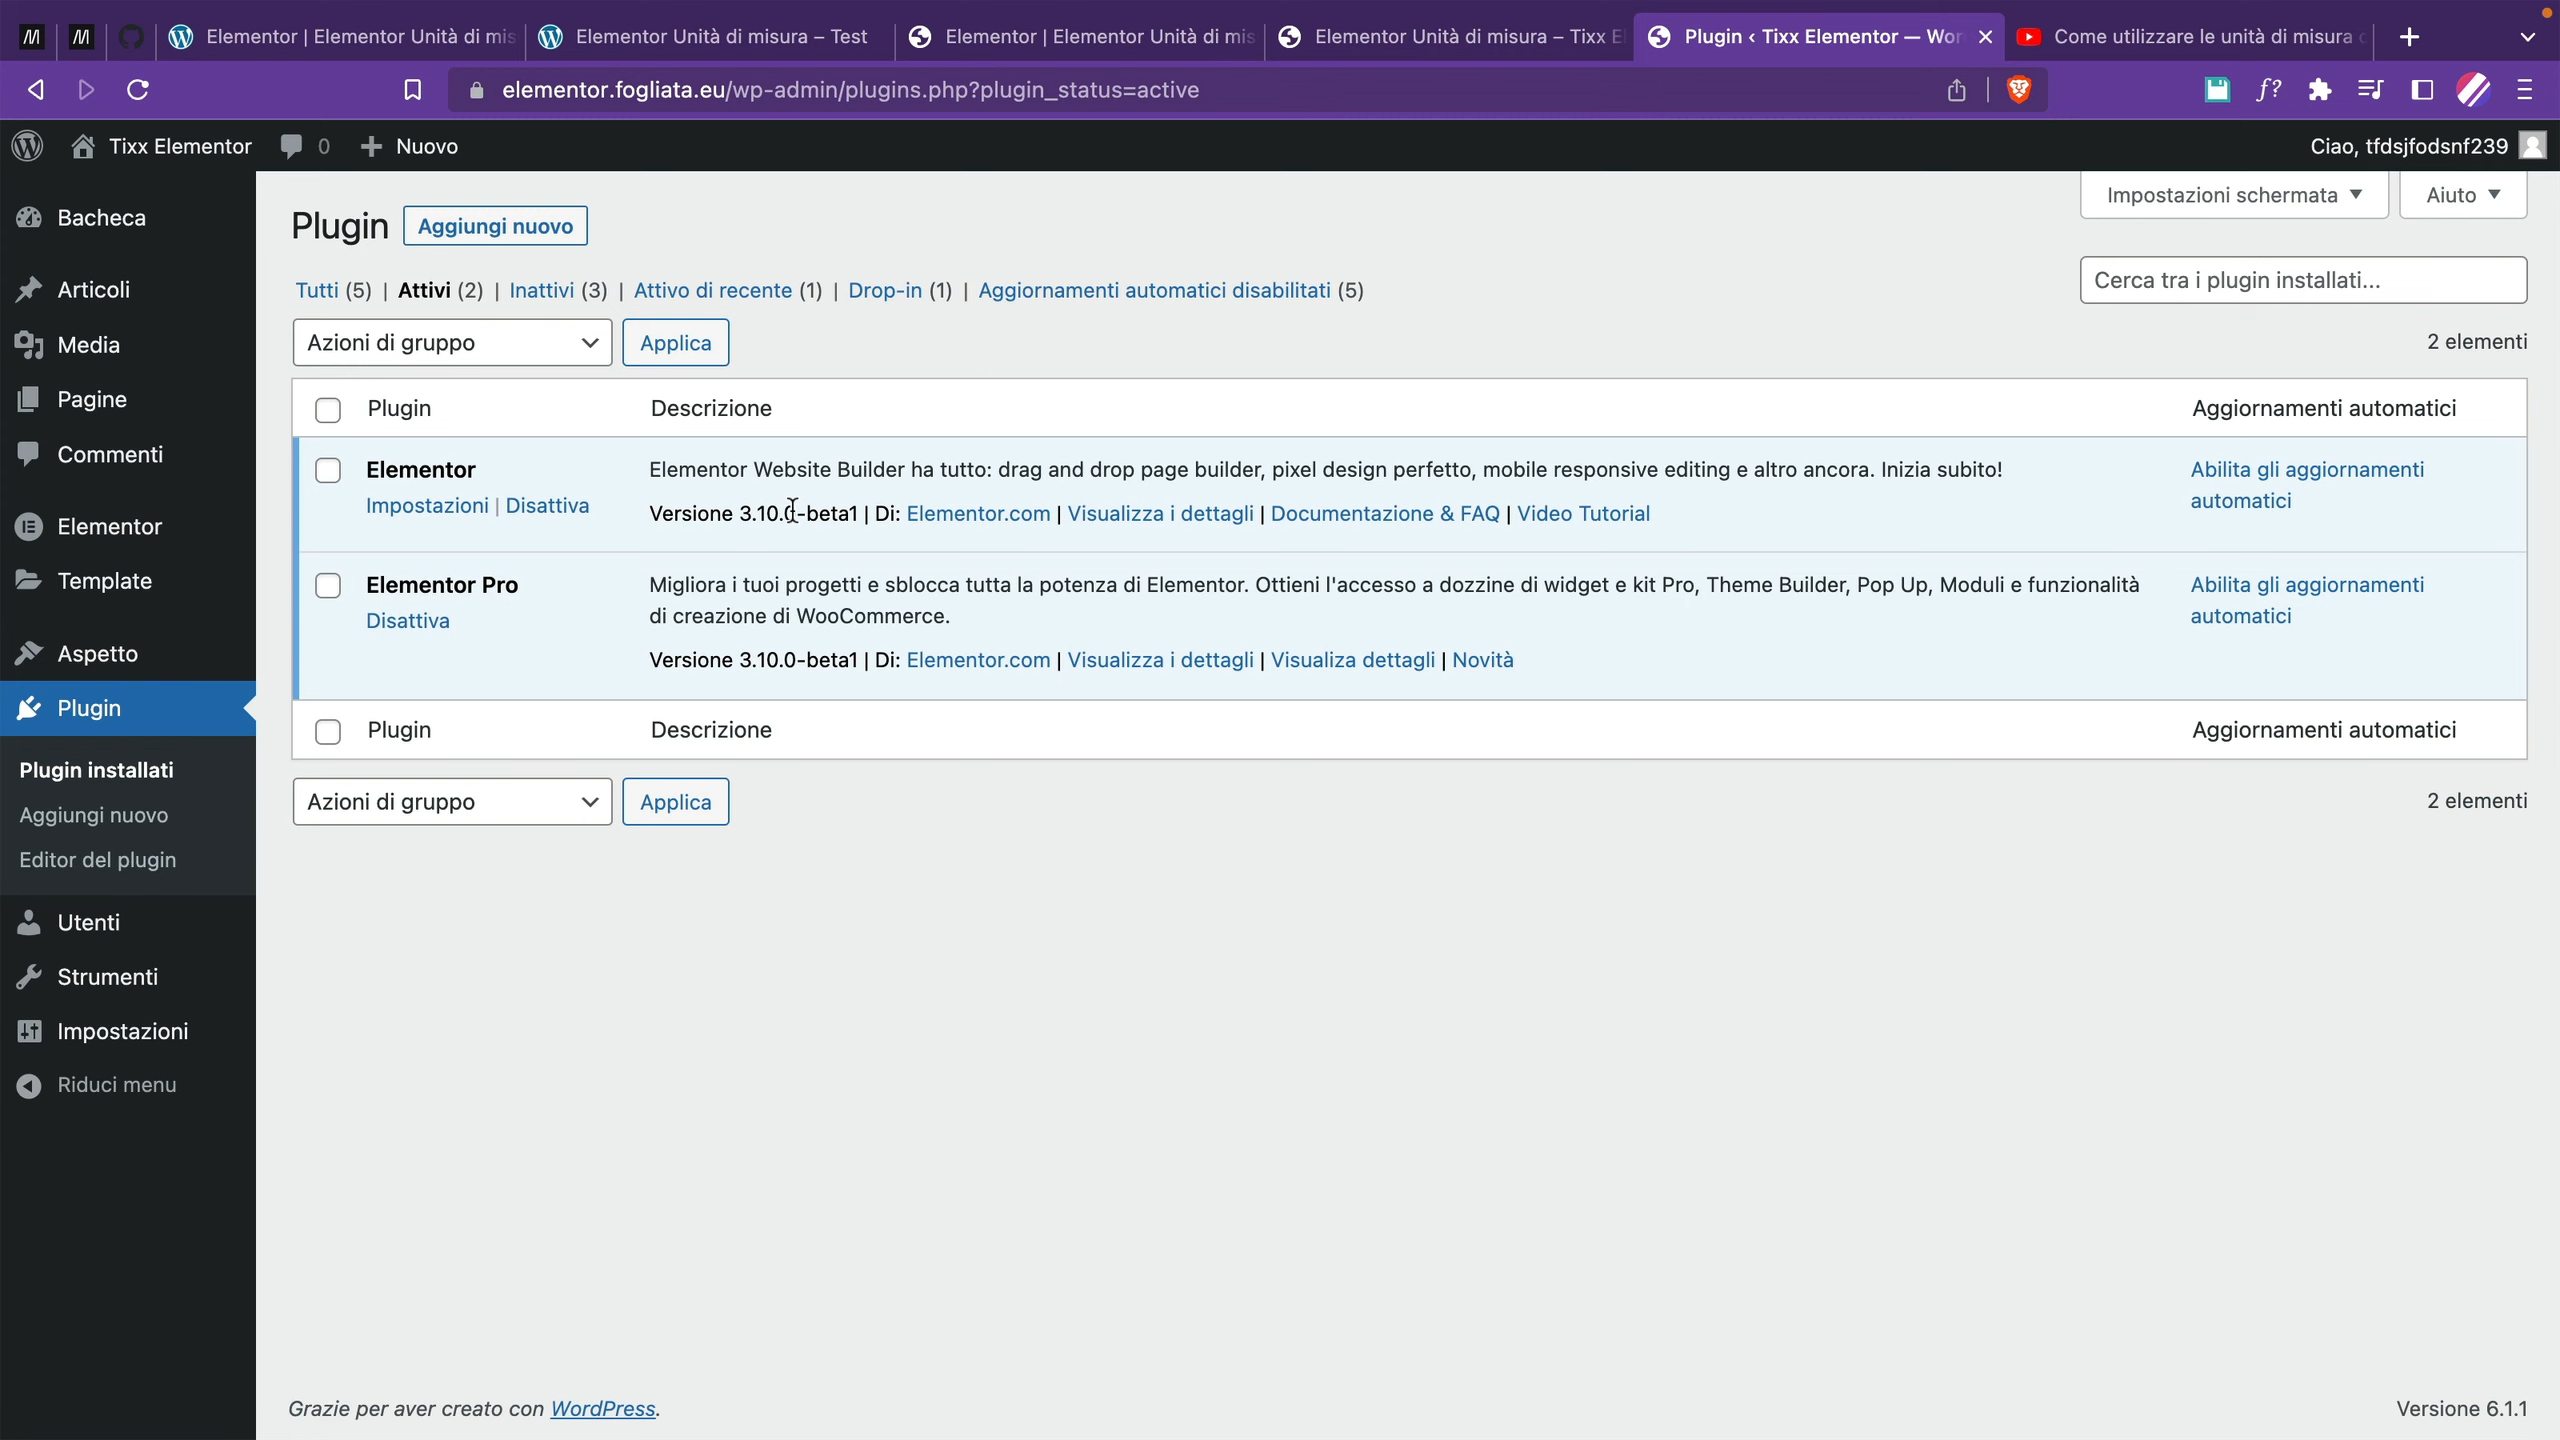 Elementor | Elementor Unità di mis
Elementor Unità di misura – Test
Elementor | Elementor Unità di mis
Elementor Unità di misura – Tixx E
Plugin ‹ Tixx Elementor — Wor
Come utilizzare le unità di misura
elementor.fogliata.eu/wp-admin/plugins.php?plugin_status=active
f?
Tixx Elementor
0
Nuovo
Ciao, tfdsjfodsnf239
Impostazioni schermata
Aiuto
Bacheca
Articoli
Media
Pagine
Commenti
Elementor
Template
Aspetto
Plugin
Plugin installati
Aggiungi nuovo
Editor del plugin
Utenti
Strumenti
Impostazioni
Riduci menu
Plugin
Aggiungi nuovo
Tutti (5) | Attivi (2) | Inattivi (3) | Attivo di recente (1) | Drop-in (1) | Aggiornamenti automatici disabilitati (5)
Cerca tra i plugin installati...
Azioni di gruppo
Applica
2 elementi
Plugin
Descrizione
Aggiornamenti automatici
Elementor
Impostazioni | Disattiva
Elementor Website Builder ha tutto: drag and drop page builder, pixel design perfetto, mobile responsive editing e altro ancora. Inizia subito!
Versione 3.10.0-beta1 | Di: Elementor.com | Visualizza i dettagli | Documentazione & FAQ | Video Tutorial
Abilita gli aggiornamenti
automatici
Elementor Pro
Disattiva
Migliora i tuoi progetti e sblocca tutta la potenza di Elementor. Ottieni l'accesso a dozzine di widget e kit Pro, Theme Builder, Pop Up, Moduli e funzionalità
di creazione di WooCommerce.
Versione 3.10.0-beta1 | Di: Elementor.com | Visualizza i dettagli | Visualiza dettagli | Novità
Abilita gli aggiornamenti
automatici
Plugin
Descrizione
Aggiornamenti automatici
Azioni di gruppo
Applica
2 elementi
Grazie per aver creato con WordPress.
Versione 6.1.1